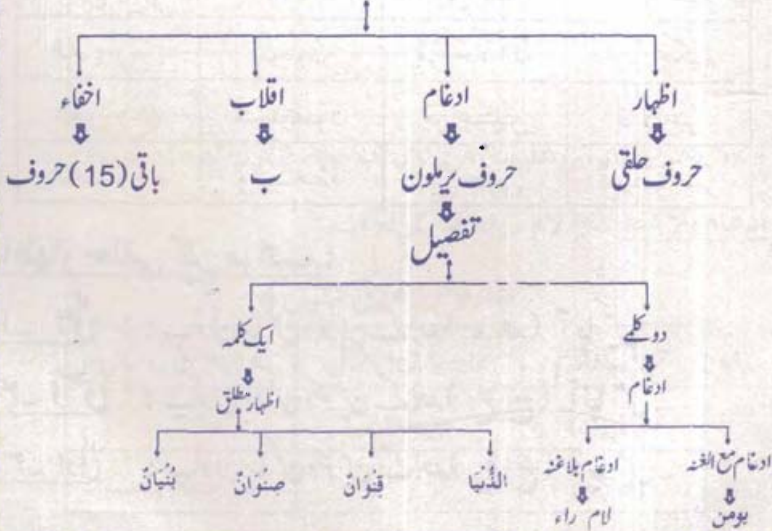 اظہار ادغام اقلاب اخفاء
حروف حلقی حروف یرملون ب باقی (15) حروف
تفصیل
دو کلمے ایک کلمہ
ادغام اظہار مطلق
ادغام مع الغنہ ادغام بلاغنہ الدُّنْيَا قِنْوَانٌ صِنْوَانٌ بُنْيَانٌ
یومن لام راء